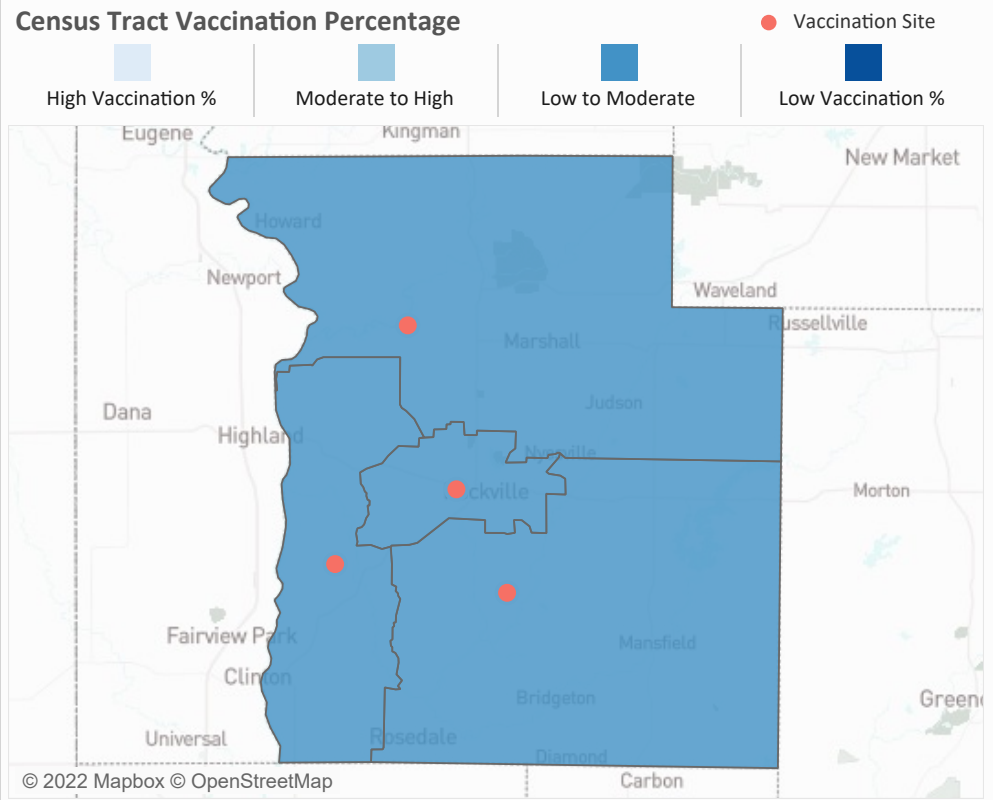 Census Tract Vaccination Percentage
Vaccination Site
High Vaccination %
Moderate to High
Low to Moderate
Low Vaccination %
Eugene
Kingman
New Market
Howard
Newport
Waveland
Russellville
Marshall
Dana
Judson
Highland
Nyesville
ckville
Morton
Fairview Park
Mansfield
Clinton
Bridgeton
Green
Universal
Rosedale
Diamond
Carbon
© 2022 Mapbox © OpenStreetMap